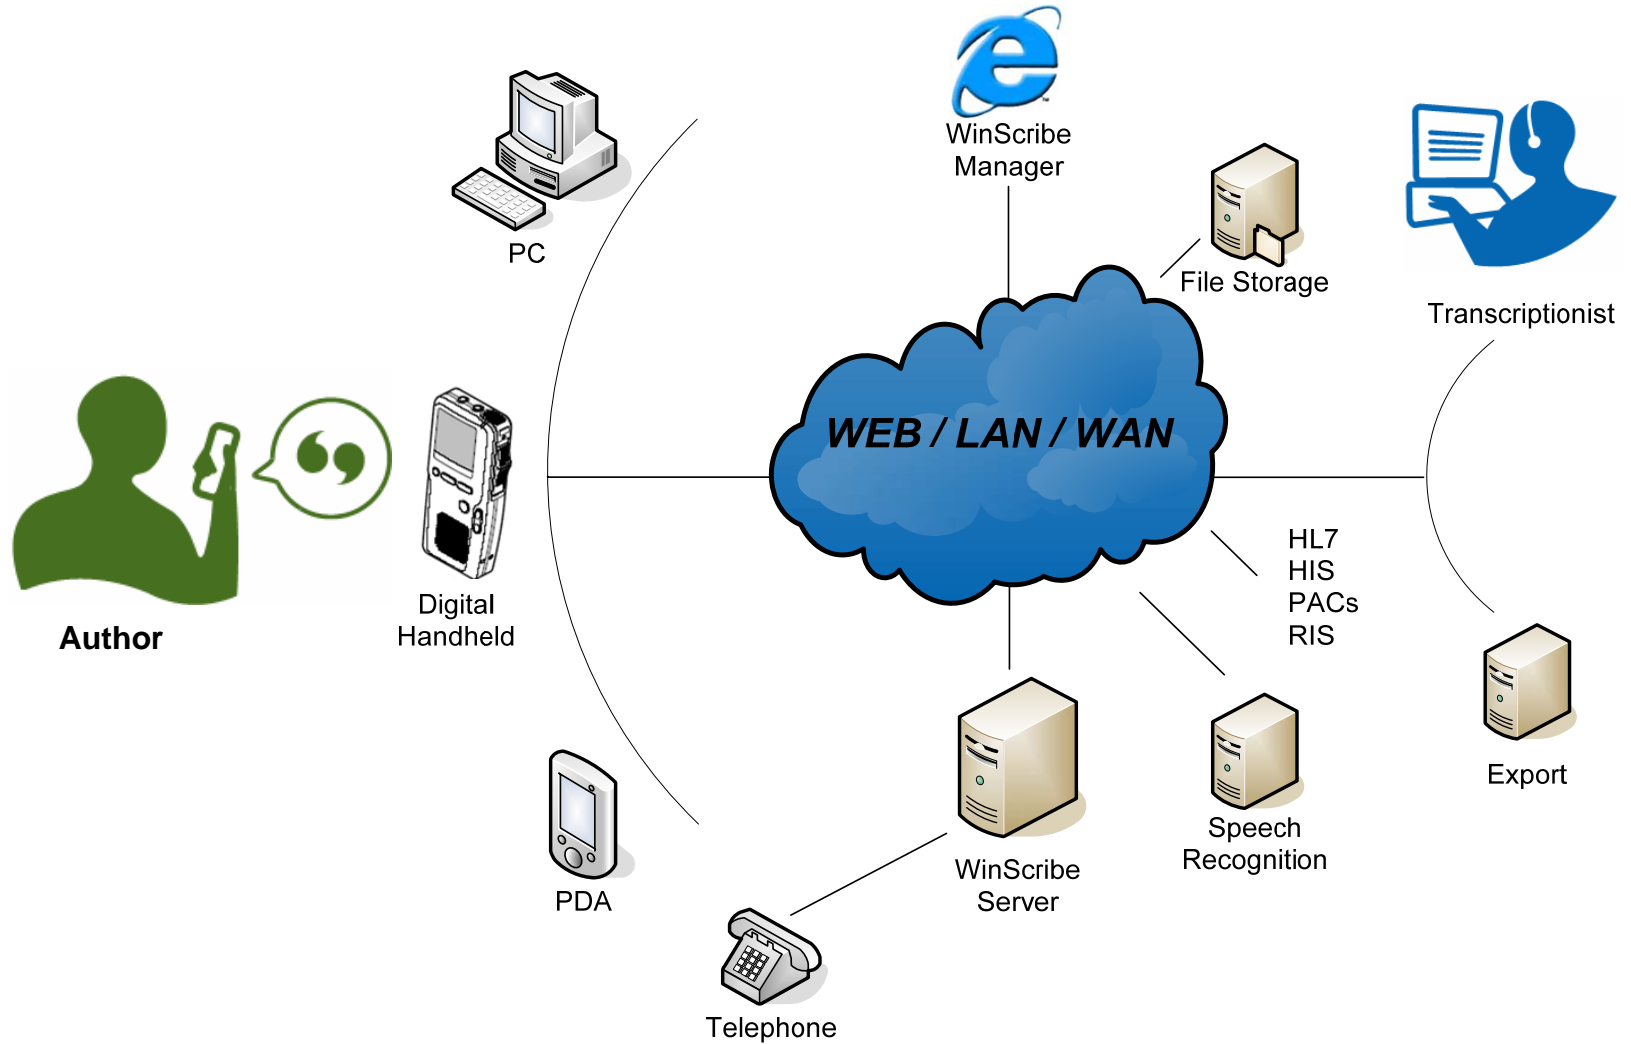 WinScribe
Manager
PC
File Storage
Transcriptionist
WEB / LAN / WAN
HL7
HIS
PACs
RIS
Digital
Handheld
Author
Export
Speech
Recognition
WinScribe
Server
PDA
Telephone